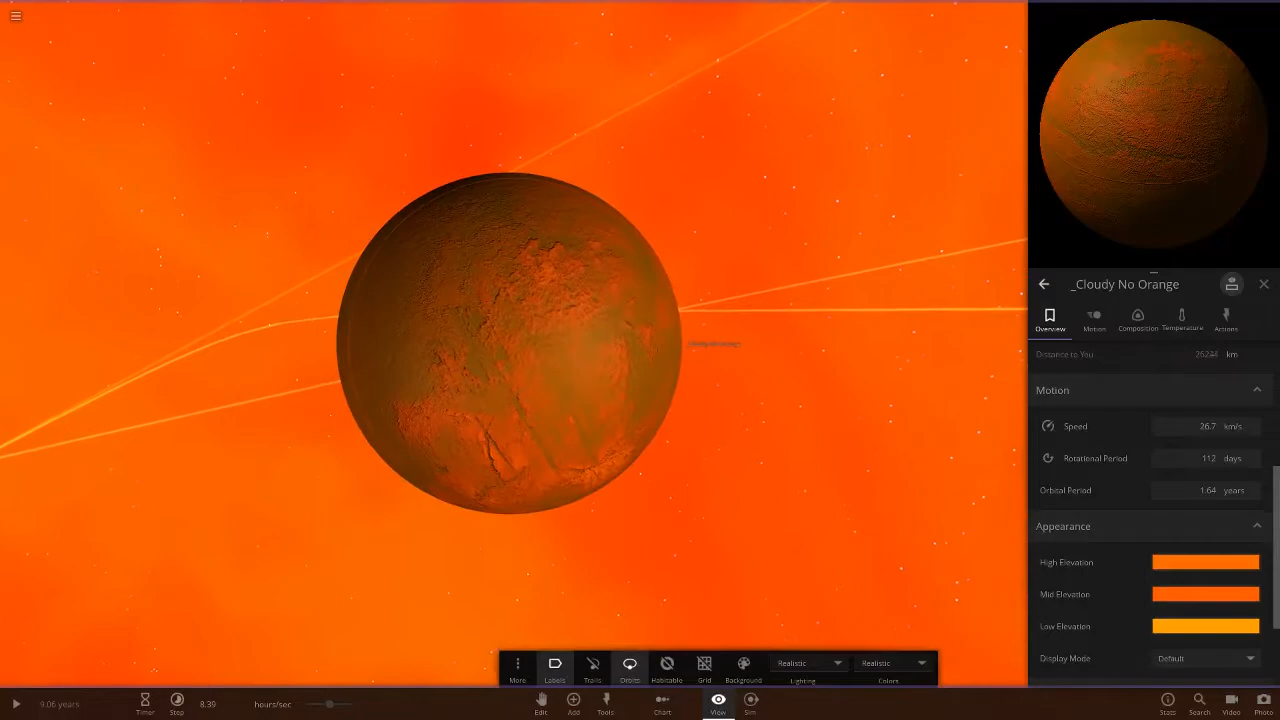 _Cloudy No Orange
Overview
Motion
Composition
Temperature
Actions
Distance to You
km
Motion
Speed 26.7 km/s
Rotational Period 112 days
Orbital Period 1.64 years
Appearance
High Elevation
Mid Elevation
Low Elevation
Display Mode Default
More
Labels
Trails
Orbits
Habitable
Grid
Background
Realistic
Lighting
Realistic
Colors
9.06 years
Timer
Step
8.39 hours/sec
Edit
Add
Tools
Chart
View
Sim
Stats
Search
Video
Photo